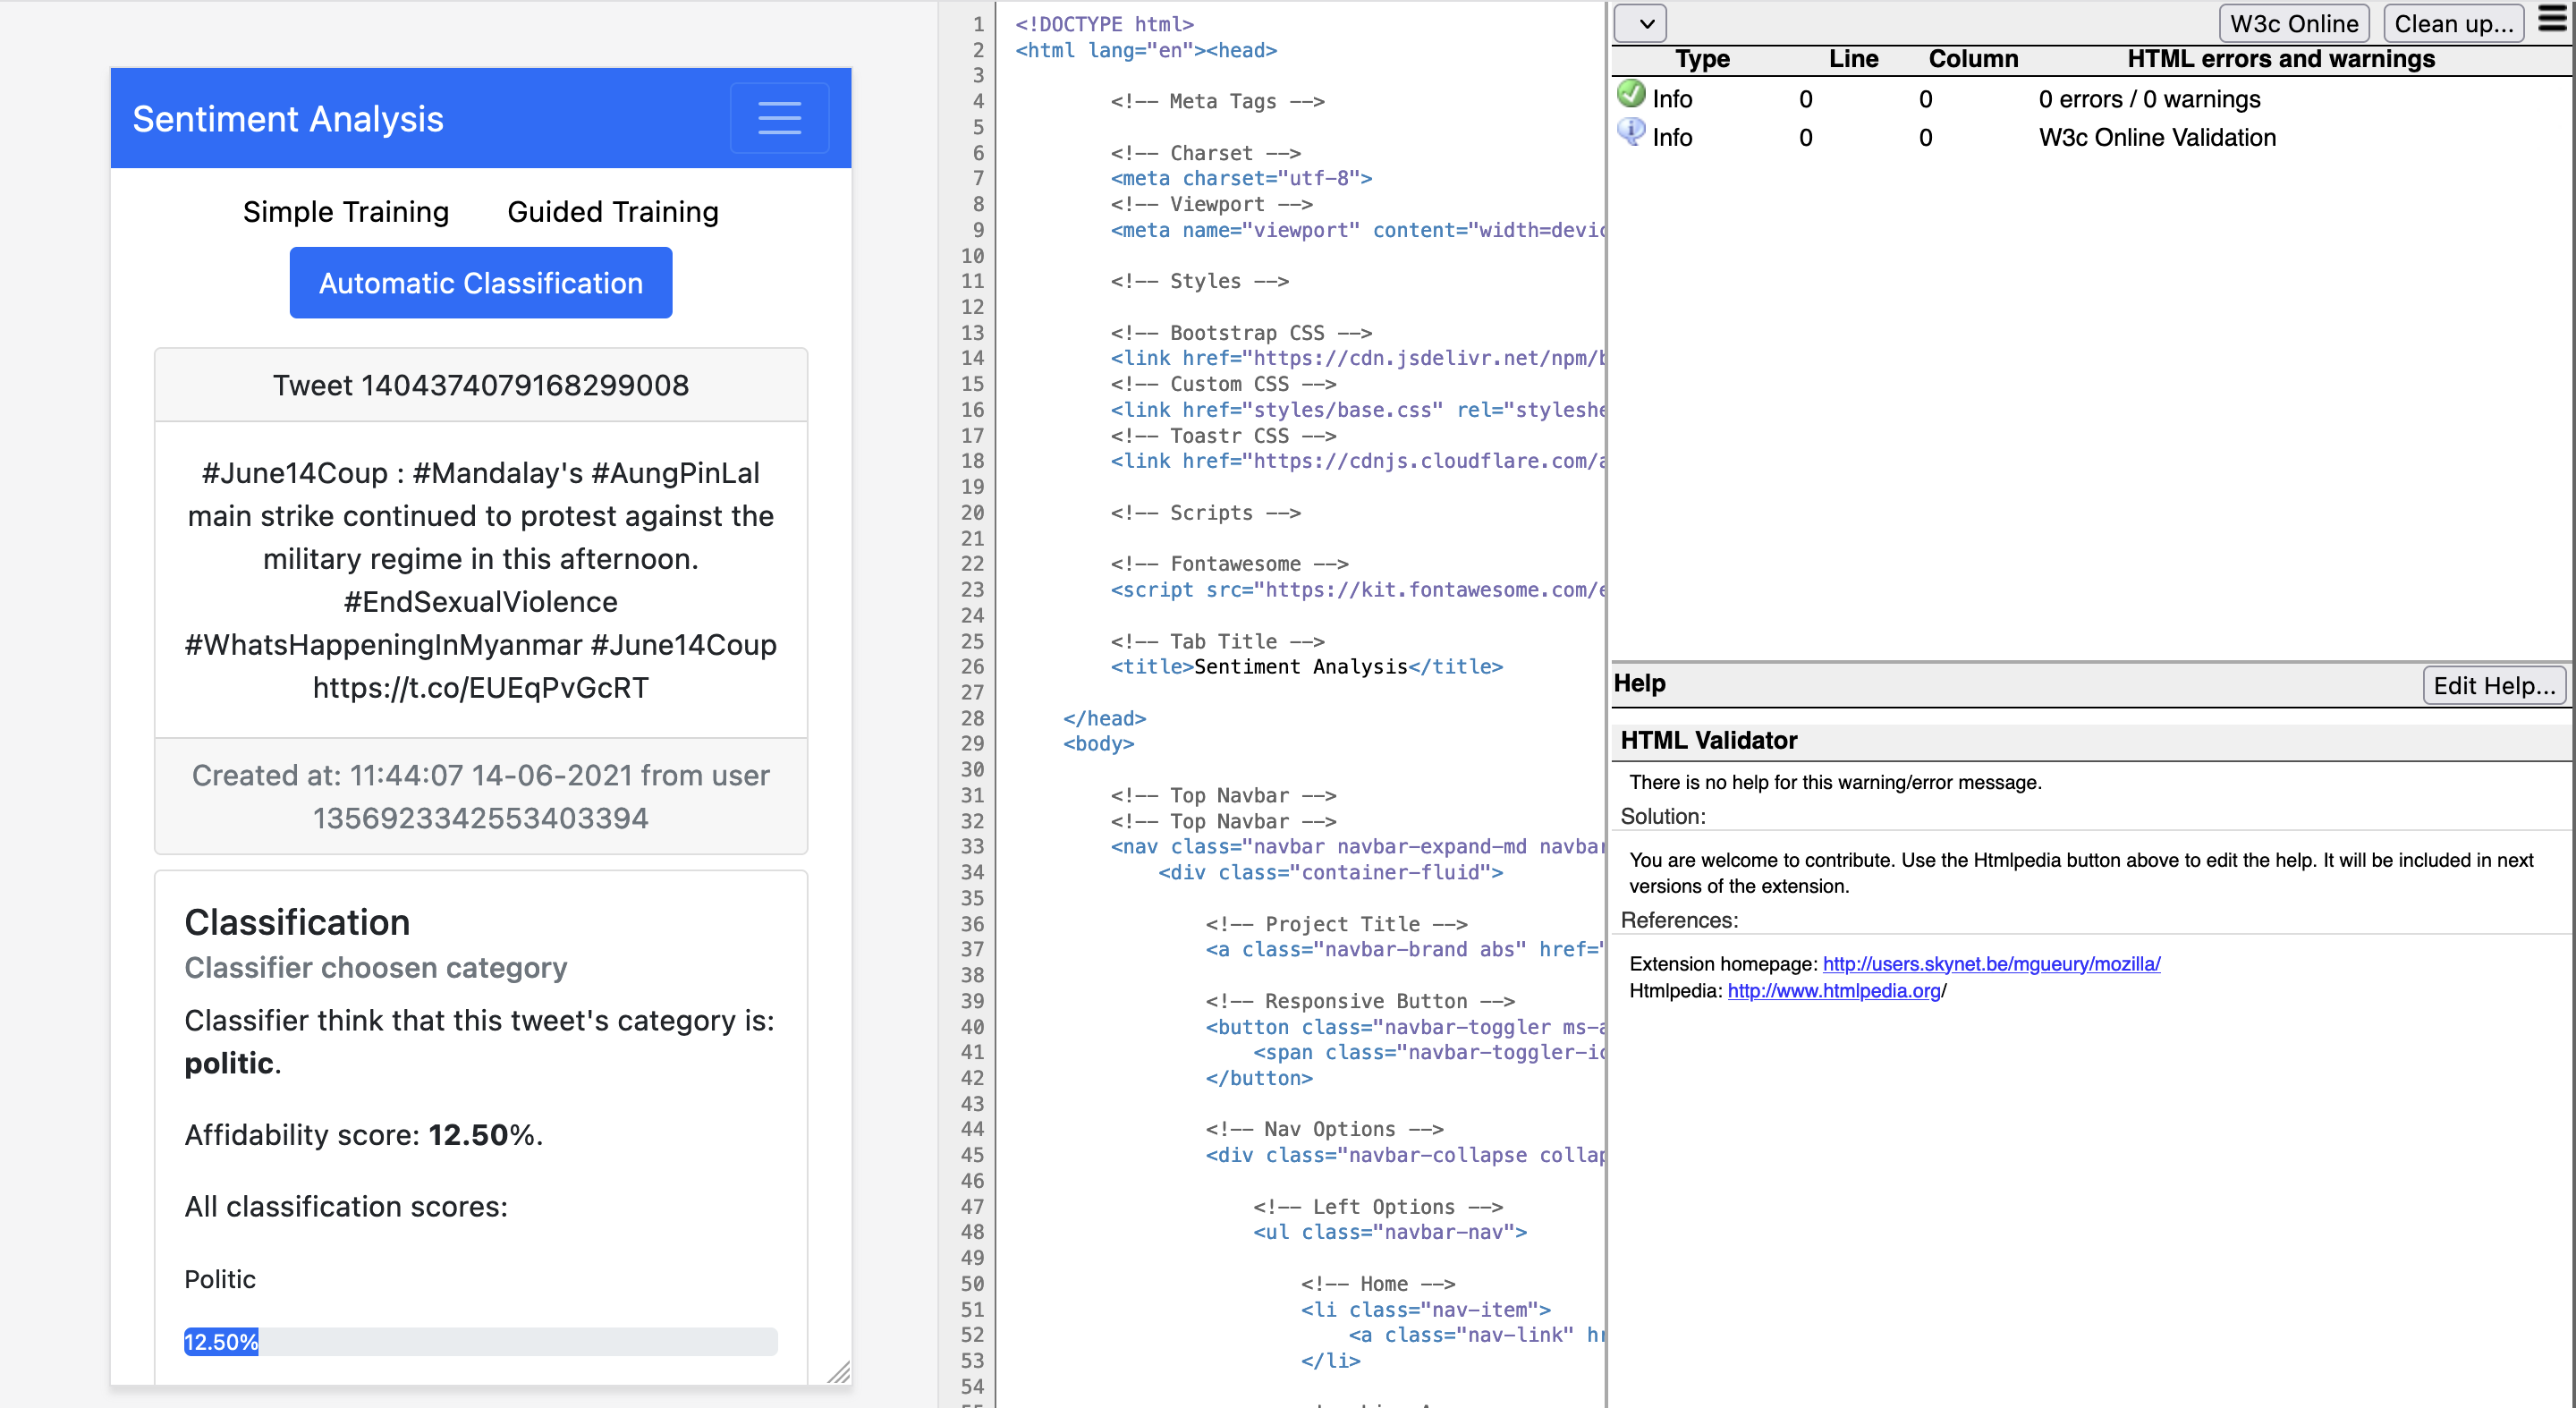 Sentiment Analysis
Simple Training Guided Training
Automatic Classification
Tweet 1404374079168299008
#June14Coup : #Mandalay's #AungPinLal
main strike continued to protest against the
military regime in this afternoon.
#EndSexualViolence
#WhatsHappeningInMyanmar #June14Coup
https://t.co/EUEqPvGcRT
Created at: 11:44:07 14-06-2021 from user
1356923342553403394
Classification
Classifier choosen category
Classifier think that this tweet's category is:
politic.
Affidability score: 12.50%.
All classification scores:
Politic
12.50%
1 <!DOCTYPE html>
2 <html lang="en"><head>
3
4 <!-- Meta Tags -->
5
6 <!-- Charset -->
7 <meta charset="utf-8">
8 <!-- Viewport -->
9 <meta name="viewport" content="width=devic
10
11 <!-- Styles -->
12
13 <!-- Bootstrap CSS -->
14 <link href="https://cdn.jsdelivr.net/npm/b
15 <!-- Custom CSS -->
16 <link href="styles/base.css" rel="styleshe
17 <!-- Toastr CSS -->
18 <link href="https://cdnjs.cloudflare.com/a
19
20 <!-- Scripts -->
21
22 <!-- Fontawesome -->
23 <script src="https://kit.fontawesome.com/e
24
25 <!-- Tab Title -->
26 <title>Sentiment Analysis</title>
27
28 </head>
29 <body>
30
31 <!-- Top Navbar -->
32 <!-- Top Navbar -->
33 <nav class="navbar navbar-expand-md navbar
34 <div class="container-fluid">
35
36 <!-- Project Title -->
37 <a class="navbar-brand abs" href="
38
39 <!-- Responsive Button -->
40 <button class="navbar-toggler ms-a
41 <span class="navbar-toggler-ic
42 </button>
43
44 <!-- Nav Options -->
45 <div class="navbar-collapse collap
46
47 <!-- Left Options -->
48 <ul class="navbar-nav">
49
50 <!-- Home -->
51 <li class="nav-item">
52 <a class="nav-link" hr
53 </li>
54
W3c Online Clean up...
Type Line Column HTML errors and warnings
Info 0 0 0 errors / 0 warnings
Info 0 0 W3c Online Validation
Help Edit Help...
HTML Validator
There is no help for this warning/error message.
Solution:
You are welcome to contribute. Use the Htmlpedia button above to edit the help. It will be included in next
versions of the extension.
References:
Extension homepage: http://users.skynet.be/mgueury/mozilla/
Htmlpedia: http://www.htmlpedia.org/